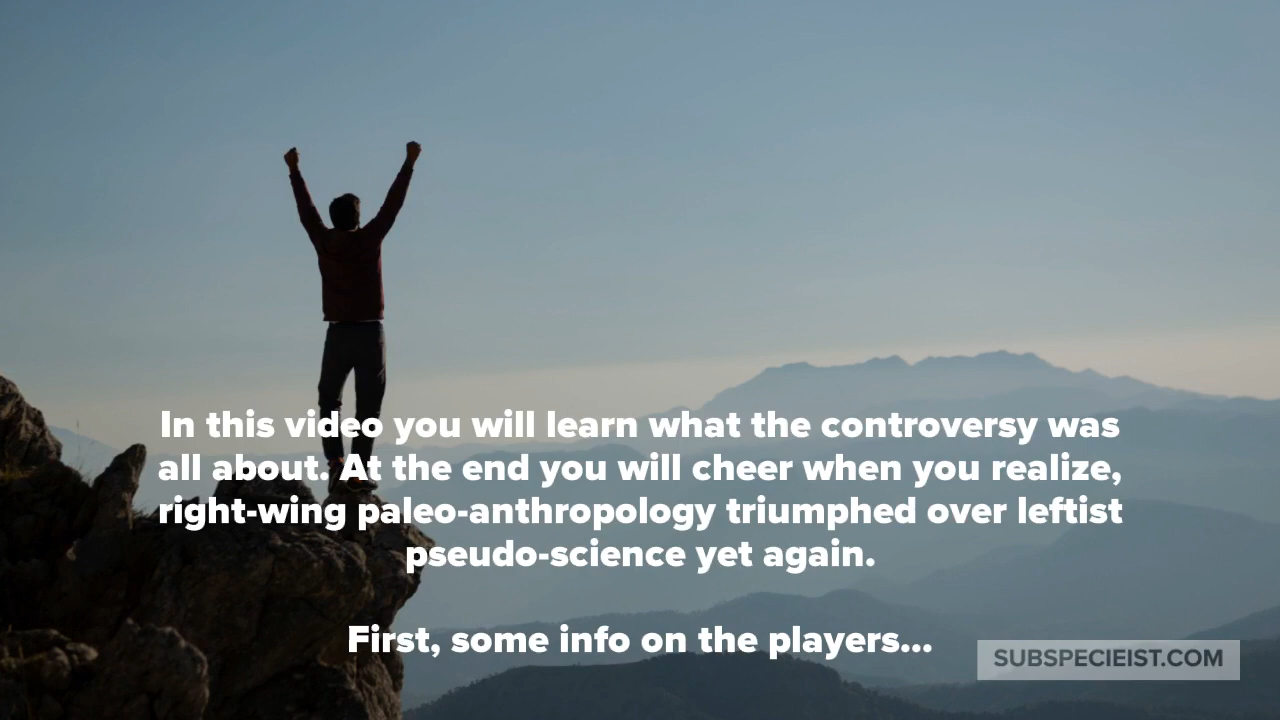 In this video you will learn what the controversy was
all about. At the end you will cheer when you realize,
right-wing paleo-anthropology triumphed over leftist
pseudo-science yet again.
First, some info on the players...
SUBSPECIEIST.COM